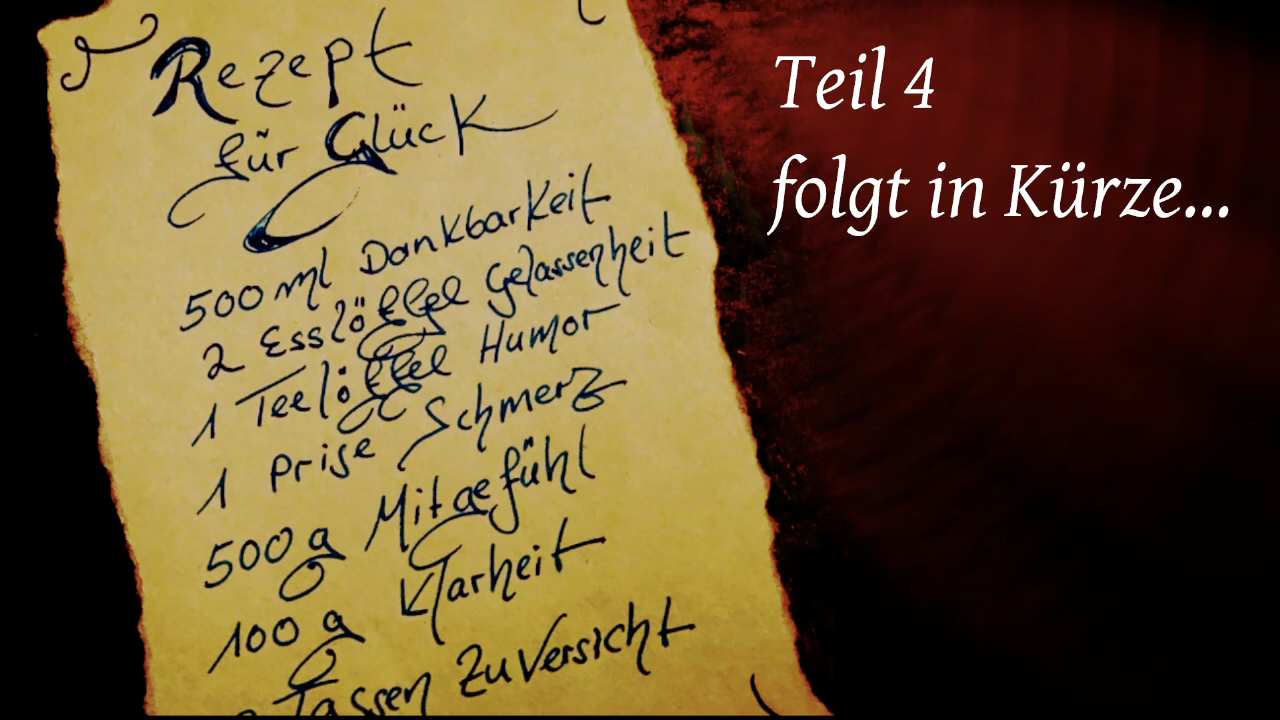 Rezept
für Glück
500 ml Dankbarkeit
2 Esslöffel Gelassenheit
1 Teelöffel Humor
1 Prise Schmerz
500 g Mitgefühl
100 g Klarheit
Tassen Zuversicht
Teil 4
folgt in Kürze...